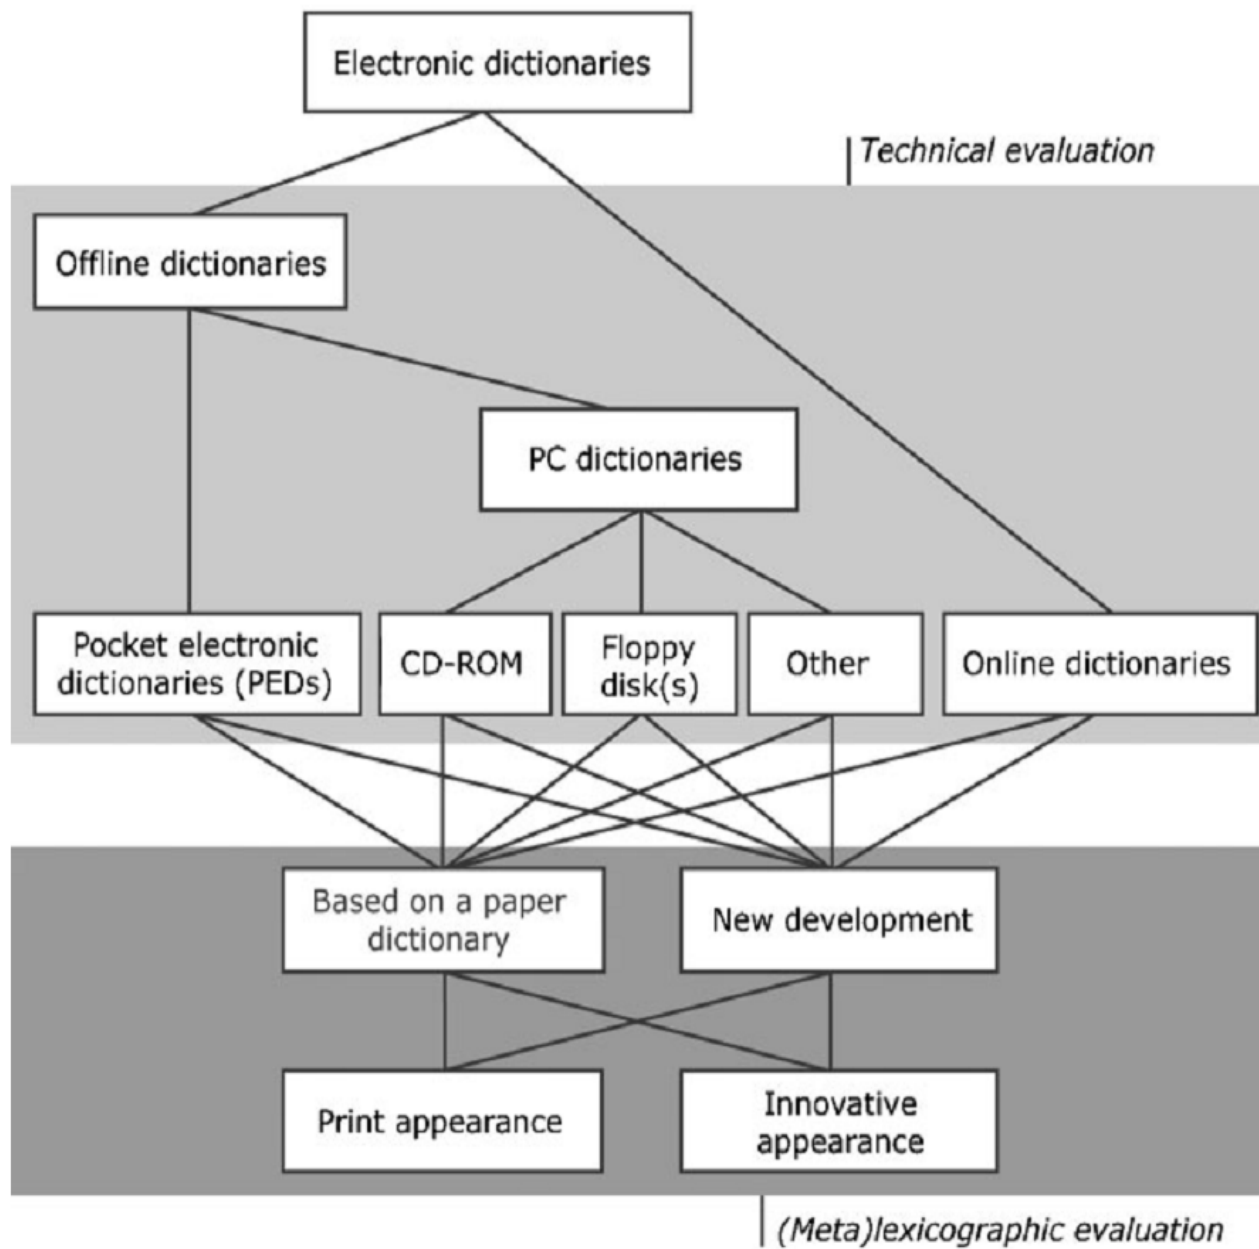 Electronic dictionaries
Technical evaluation
Offline dictionaries
PC dictionaries
Pocket electronic
dictionaries (PEDs)
CD-ROM
Floppy
disk(s)
Other
Online dictionaries
Based on a paper
dictionary
New development
Print appearance
Innovative
appearance
(Meta)lexicographic evaluation